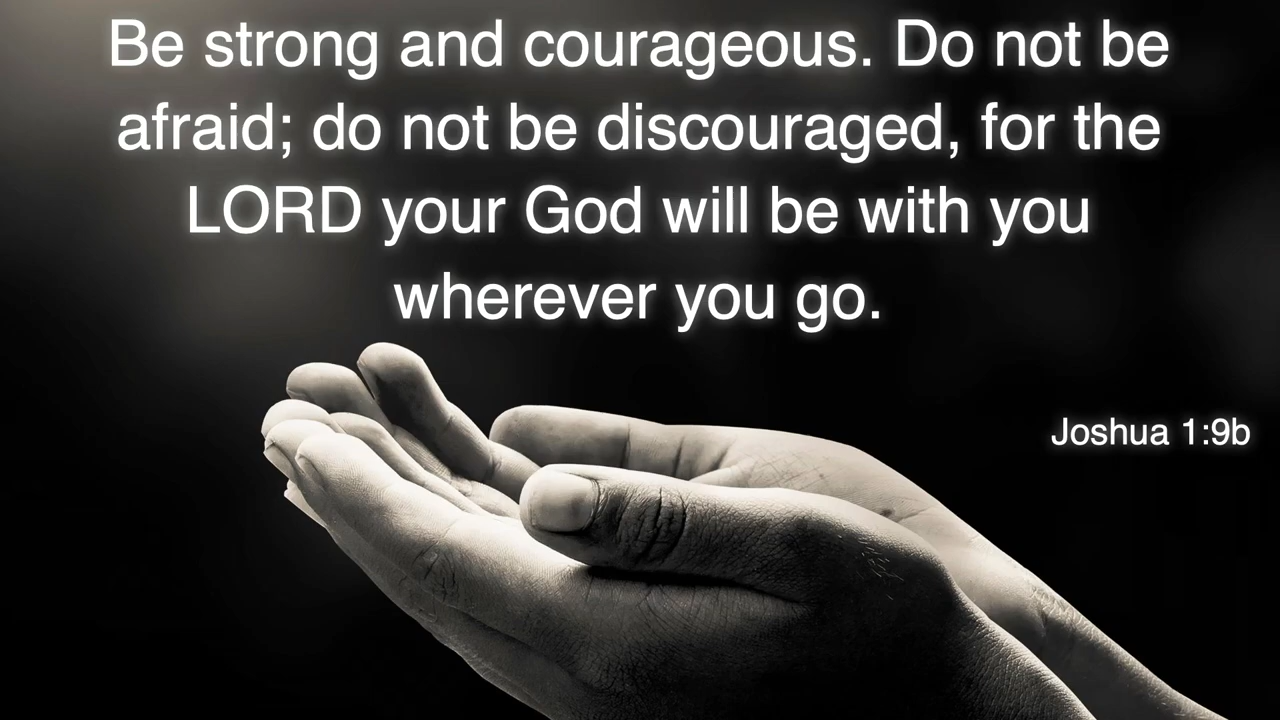 Be strong and courageous. Do not be
afraid; do not be discouraged, for the
LORD your God will be with you
wherever you go.
Joshua 1:9b